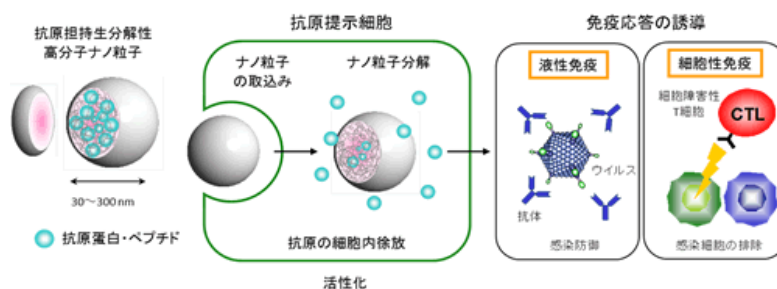 抗原担持生分解性
高分子ナノ粒子
30～300 nm
抗原蛋白・ペプチド
抗原提示細胞
ナノ粒子
の取込み
ナノ粒子分解
抗原の細胞内徐放
活性化
免疫応答の誘導
液性免疫
ウイルス
抗体
感染防御
細胞性免疫
細胞障害性
T細胞
CTL
感染細胞の排除